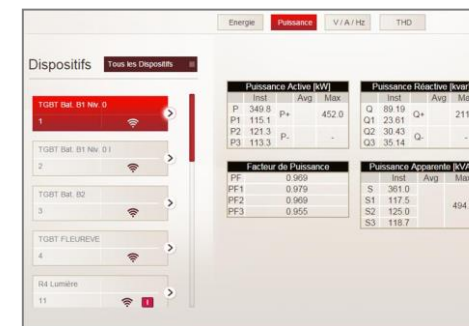 Energie Puissance V / A / Hz THD
Dispositifs Tous les Dispositifs
TGBT Bat. B1 Niv. 0
1
TGBT Bat. B1 Niv. 0 I
2
TGBT Bat. B2
3
TGBT FLEUREVE
4
R4 Lumière
11
Puissance Active [kW]
Inst Avg Max
P 349.8 P+ 452.0
P1 115.1
P2 121.3 P- -
P3 113.3
Puissance Réactive [kvar
Inst Avg
Q 89.19 Q+ 211
Q1 23.61
Q2 30.43 Q- -
Q3 35.14
Facteur de Puissance
PF 0.969
PF1 0.979
PF2 0.969
PF3 0.955
Puissance Apparente [kVA
Inst Avg Max
S 361.0 494.
S1 117.5
S2 125.0
S3 118.7